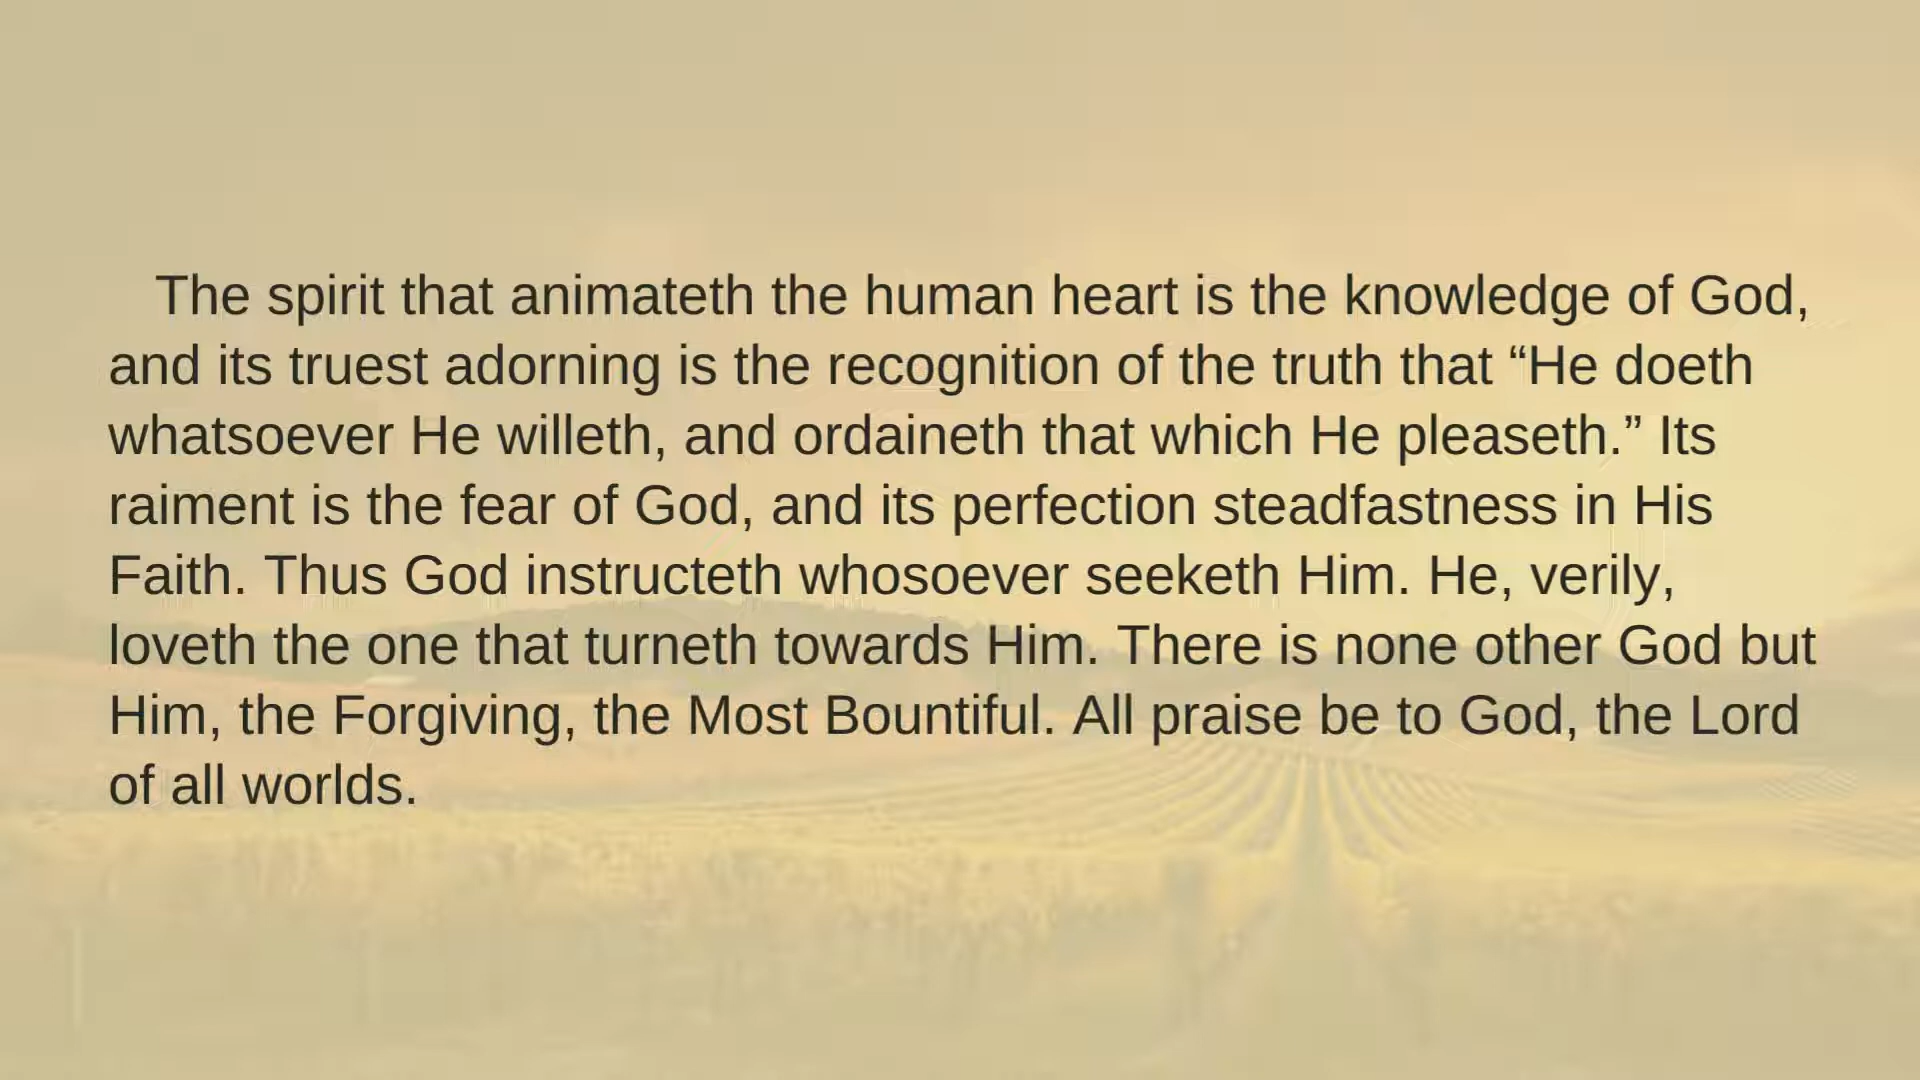 The spirit that animateth the human heart is the knowledge of God,
and its truest adorning is the recognition of the truth that “He doeth
whatsoever He willeth, and ordaineth that which He pleaseth.” Its
raiment is the fear of God, and its perfection steadfastness in His
Faith. Thus God instructeth whosoever seeketh Him. He, verily,
loveth the one that turneth towards Him. There is none other God but
Him, the Forgiving, the Most Bountiful. All praise be to God, the Lord
of all worlds.